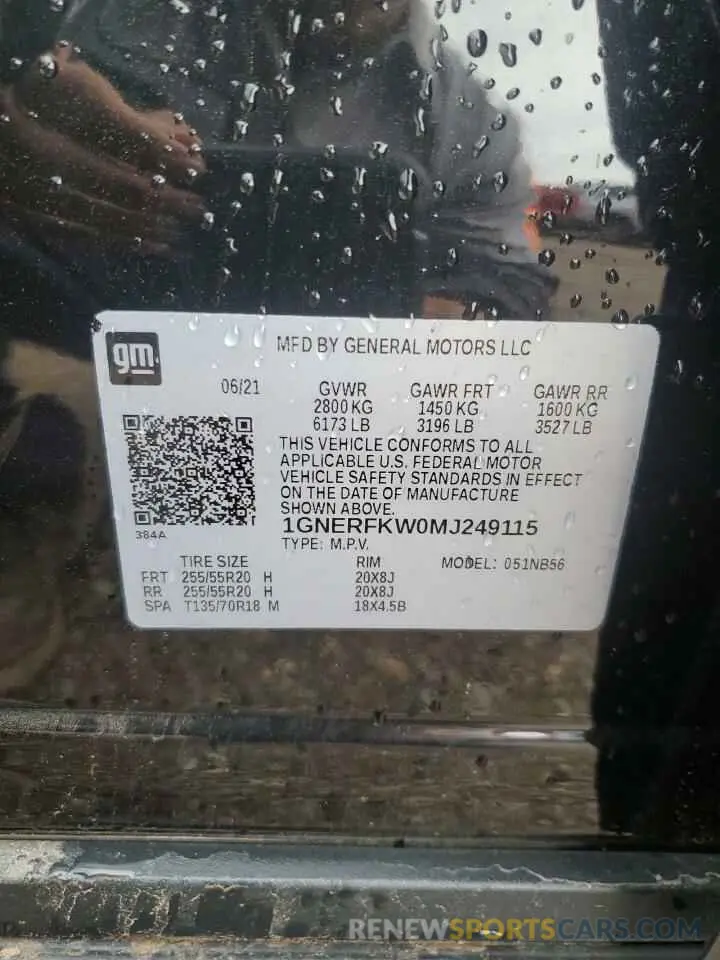 gm
MFD BY GENERAL MOTORS LLC
06/21 GVWR GAWR FRT GAWR RR
2800 KG 1450 KG 1600 KG
6173 LB 3196 LB 3527 LB
THIS VEHICLE CONFORMS TO ALL
APPLICABLE U.S. FEDERAL MOTOR
VEHICLE SAFETY STANDARDS IN EFFECT
ON THE DATE OF MANUFACTURE
SHOWN ABOVE.
384A
1GNERFKW0MJ249115
TYPE: M.P.V.
TIRE SIZE RIM MODEL: 051NB56
FRT 255/55R20 H 20X8J
RR 255/55R20 H 20X8J
SPA T135/70R18 M 18X4.5B
RENEWSPORTSCARS.COM